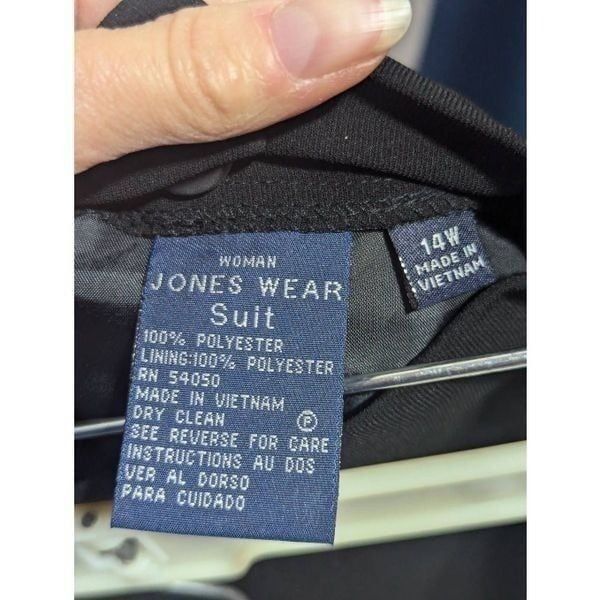 WOMAN
JONES WEAR
Suit
100% POLYESTER
LINING:100% POLYESTER
RN 54050
MADE IN VIETNAM
DRY CLEAN Ⓟ
SEE REVERSE FOR CARE
INSTRUCTIONS AU DOS
VER AL DORSO
PARA CUIDADO
14W
MADE IN
VIETNAM